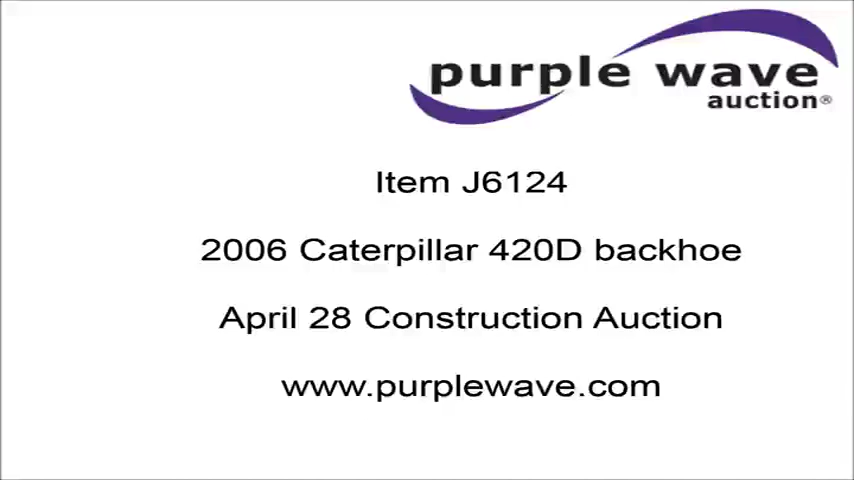 purple wave
auction®
Item J6124
2006 Caterpillar 420D backhoe
April 28 Construction Auction
www.purplewave.com